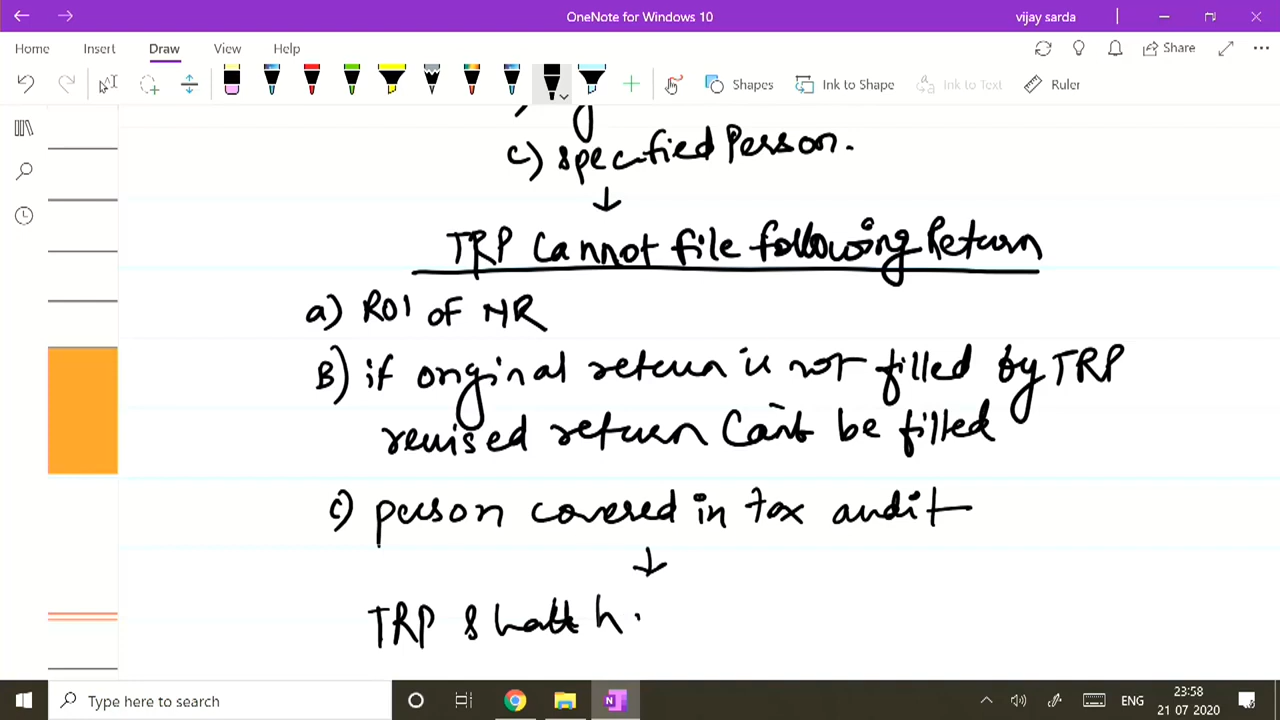 OneNote for Windows 10
vijay sarda
Home Insert Draw View Help
Share
Shapes Ink to Shape Ink to Text Ruler
c) specified Person.
TRP Cannot file following Return
a) ROI of NR
B) if original return is not filled by TRP
revised return Can't be filled
c) person covered in tax audit
TRP shall h
Type here to search
ENG
23:58
21 07 2020